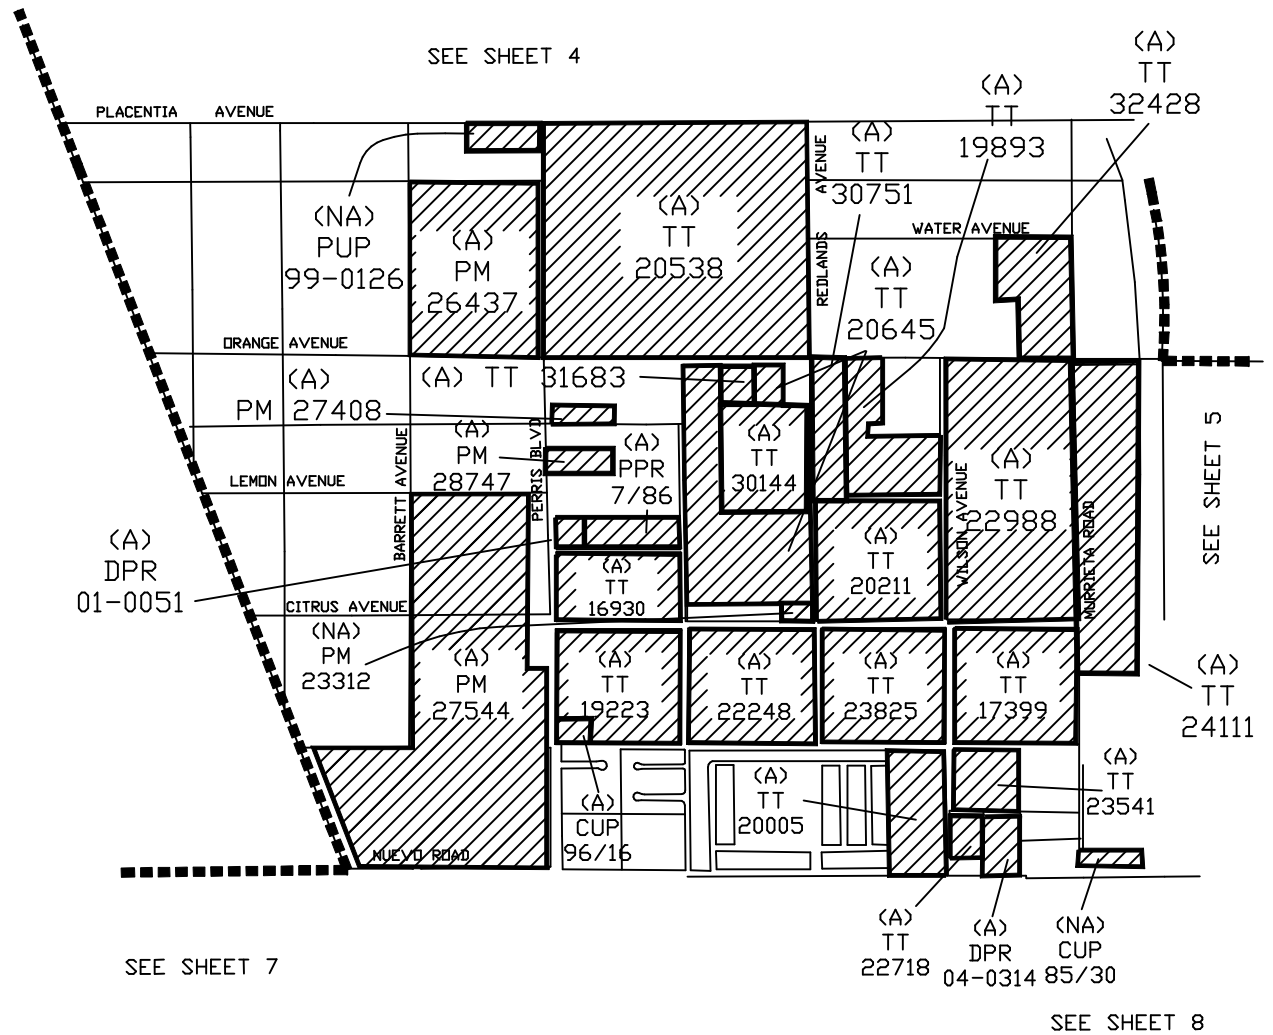 SEE SHEET 4
(A)
TT
32428
(A)
TT
19893
PLACENTIA AVENUE
(A)
TT
30751
REDLANDS AVENUE
(NA)
PUP
99-0126
(A)
PM
26437
(A)
TT
20538
WATER AVENUE
(A)
TT
20645
ORANGE AVENUE
(A) TT 31683
(A)
PM 27408
(A)
PM
28747
PERRIS BLVD
(A)
PPR
7/86
(A)
TT
30144
(A)
TT
22988
WILSON AVENUE
MURRIETA ROAD
SEE SHEET 5
LEMON AVENUE
BARRETT AVENUE
(A)
DPR
01-0051
(A)
TT
16930
(A)
TT
20211
CITRUS AVENUE
(NA)
PM
23312
(A)
PM
27544
(A)
TT
19223
(A)
TT
22248
(A)
TT
23825
(A)
TT
17399
(A)
TT
24111
(A)
CUP
96/16
(A)
TT
20005
(A)
TT
23541
NUEVO ROAD
(A)
TT
22718
(A)
DPR
04-0314
(NA)
CUP
85/30
SEE SHEET 7
SEE SHEET 8